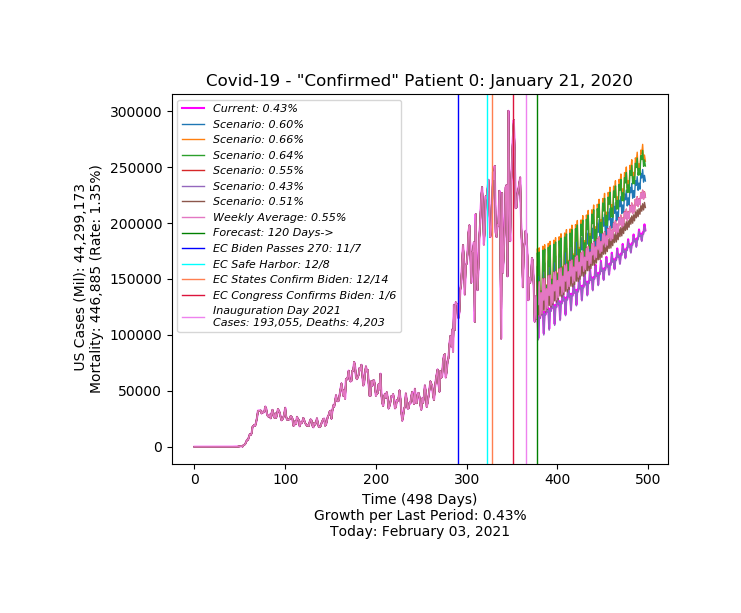 Covid-19 - "Confirmed" Patient 0: January 21, 2020
US Cases (Mil): 44,299,173
Mortality: 446,885 (Rate: 1.35%)
300000
250000
200000
150000
100000
50000
0
Current: 0.43%
Scenario: 0.60%
Scenario: 0.66%
Scenario: 0.64%
Scenario: 0.55%
Scenario: 0.43%
Scenario: 0.51%
Weekly Average: 0.55%
Forecast: 120 Days->
EC Biden Passes 270: 11/7
EC Safe Harbor: 12/8
EC States Confirm Biden: 12/14
EC Congress Confirms Biden: 1/6
Inauguration Day 2021
Cases: 193,055, Deaths: 4,203
0 100 200 300 400 500
Time (498 Days)
Growth per Last Period: 0.43%
Today: February 03, 2021